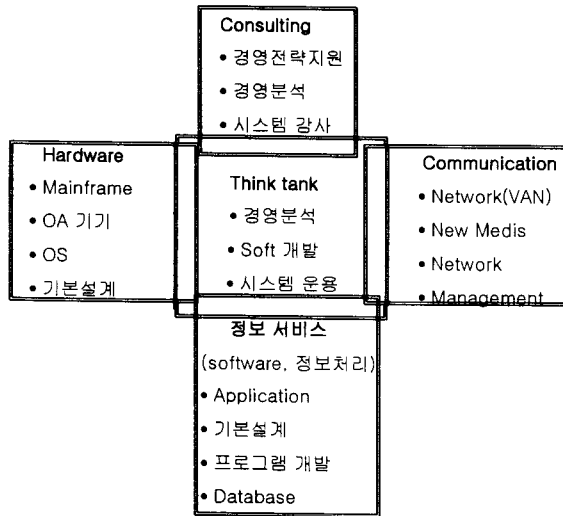 Consulting
• 경영전략지원
• 경영분석
• 시스템 감사
Hardware
• Mainframe
• OA 기기
• OS
• 기본설계
Think tank
• 경영분석
• Soft 개발
• 시스템 운용
Communication
• Network(VAN)
• New Medis
• Network
• Management
정보 서비스
(software, 정보처리)
• Application
• 기본설계
• 프로그램 개발
• Database